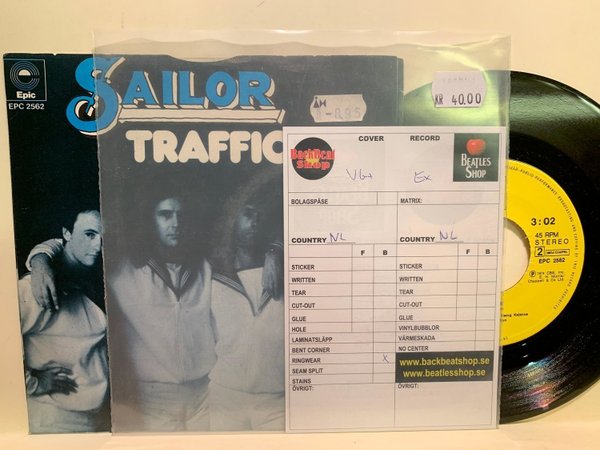 Epic
EPC 2562
SAILOR
TRAFFIC
KR 40.00
COVER RECORD
BackBeat
Shop
BEATLES
SHOP
VG+ Ex
BOLAGSPÅSE MATRIX:
COUNTRY NL COUNTRY NL
F B F B
STICKER STICKER
WRITTEN WRITTEN
TEAR TEAR
CUT-OUT CUT-OUT
GLUE GLUE
HOLE VINYLBUBBLOR
LAMINATSLÄPP VÄRMESKADA
BENT CORNER NO CENTER
RINGWEAR X
SEAM SPLIT
STAINS
www.backbeatshop.se
www.beatlesshop.se
ÖVRIGT: ÖVRIGT:
3:02
45 RPM
STEREO
2
EPC 2562
Chappell & Co Ltd